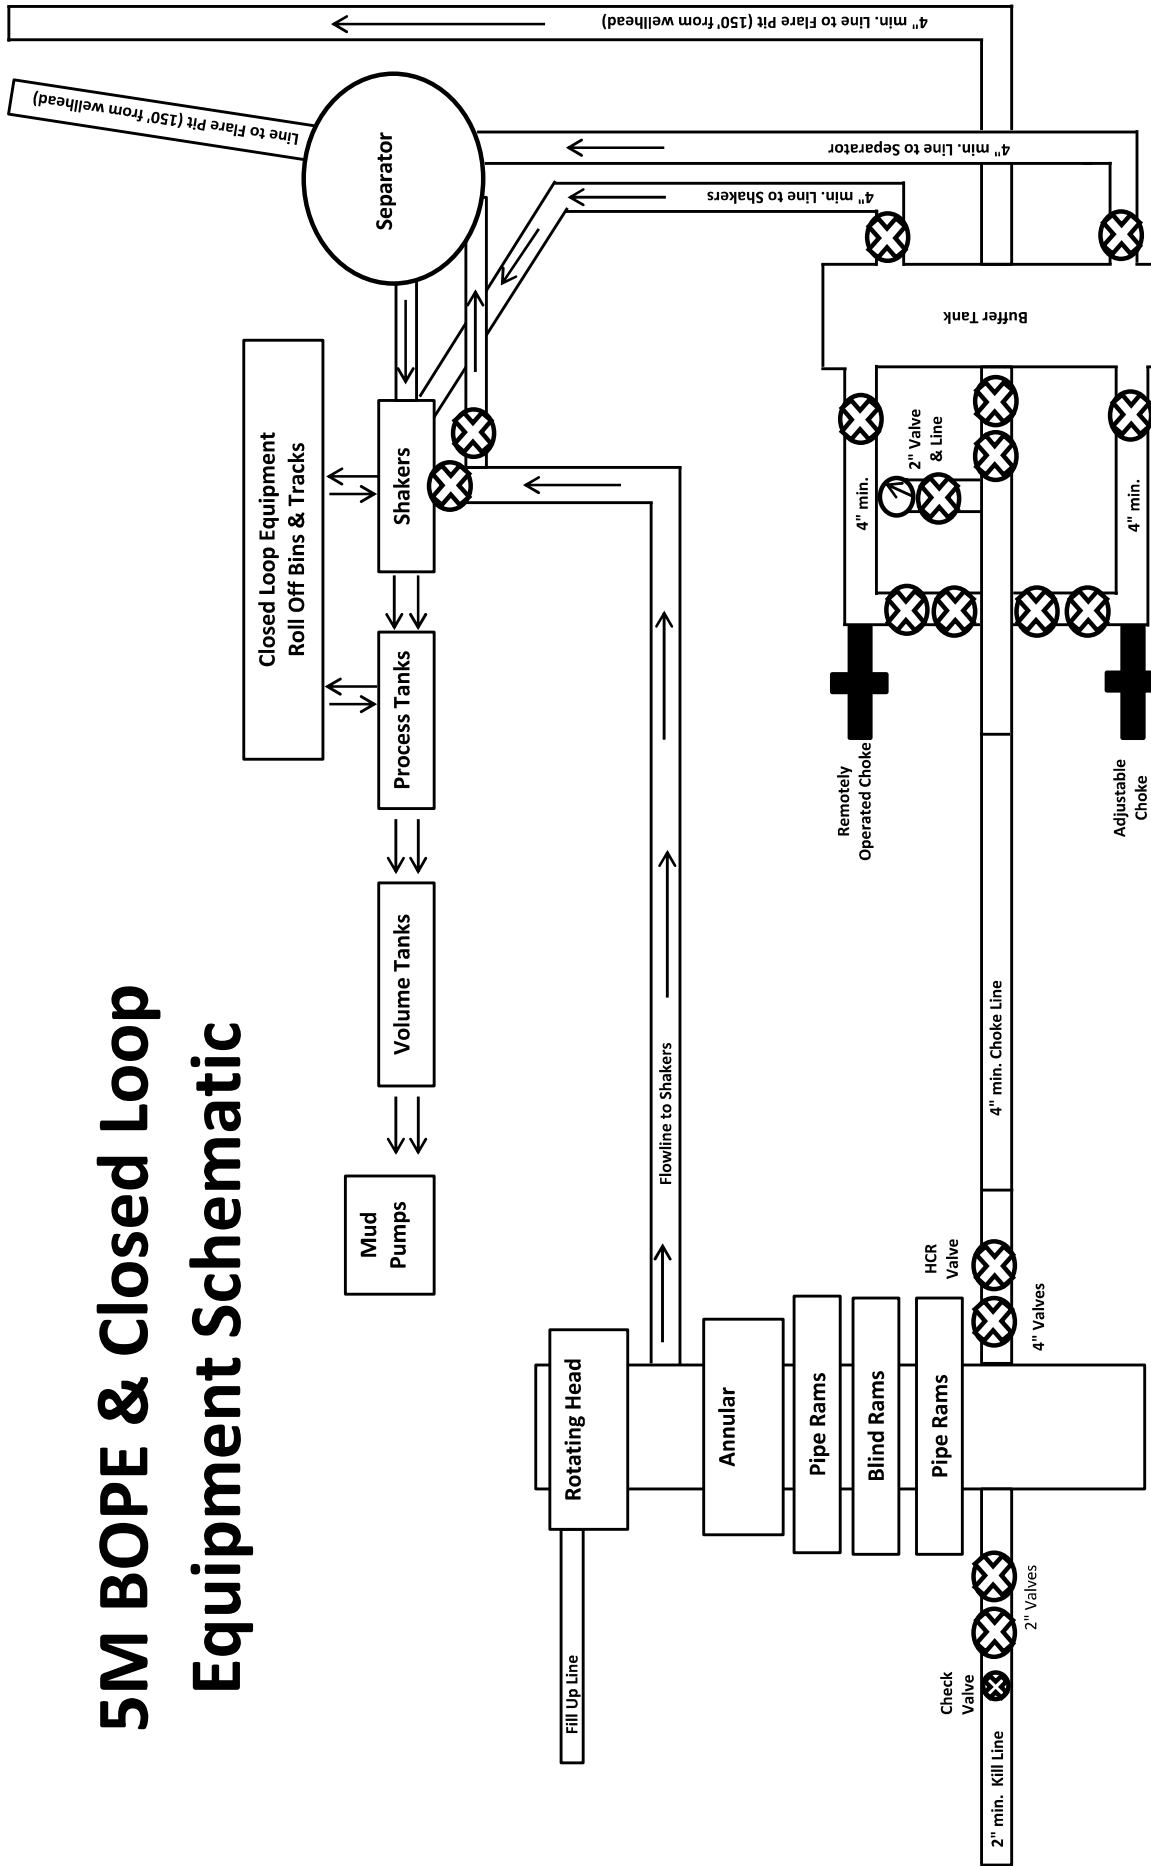 5M BOPE & Closed Loop
Equipment Schematic
Closed Loop Equipment
Roll Off Bins & Tracks
Mud
Pumps
Volume Tanks
Process Tanks
Shakers
Separator
Line to Flare Pit (150' from wellhead)
4" min. Line to Flare Pit (150' from wellhead)
4" min. Line to Separator
4" min. Line to Shakers
Fill Up Line
Rotating Head
Flowline to Shakers
Annular
Pipe Rams
Blind Rams
Pipe Rams
Remotely
Operated Choke
4" min.
2" Valve
& Line
Buffer Tank
Check
Valve
2" min. Kill Line
2" Valves
HCR
Valve
4" Valves
4" min. Choke Line
Adjustable
Choke
4" min.